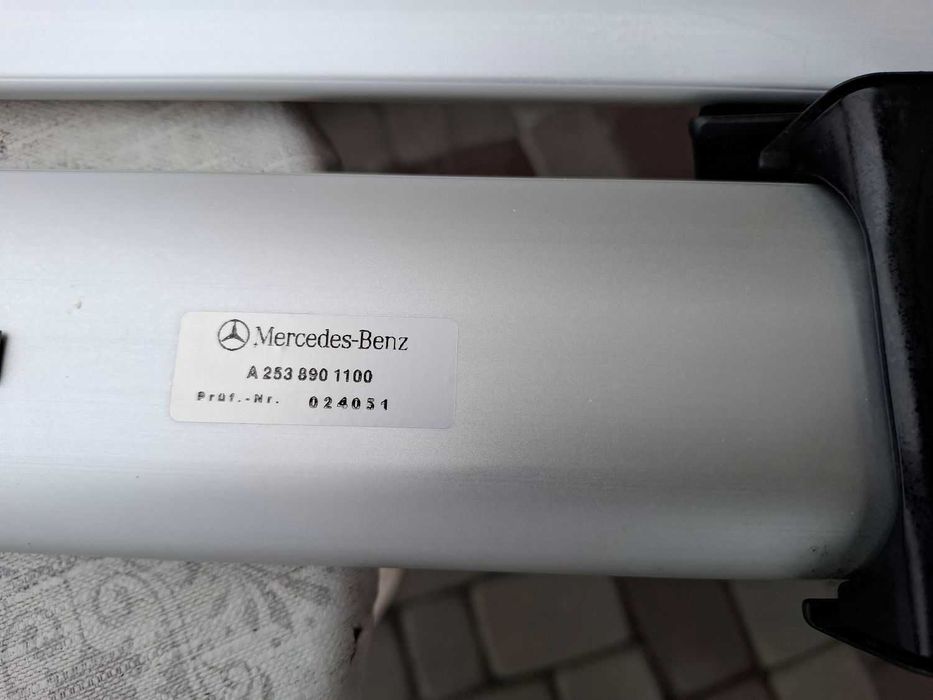 Mercedes-Benz
A 253 890 1100
Prüf.-Nr. 024051